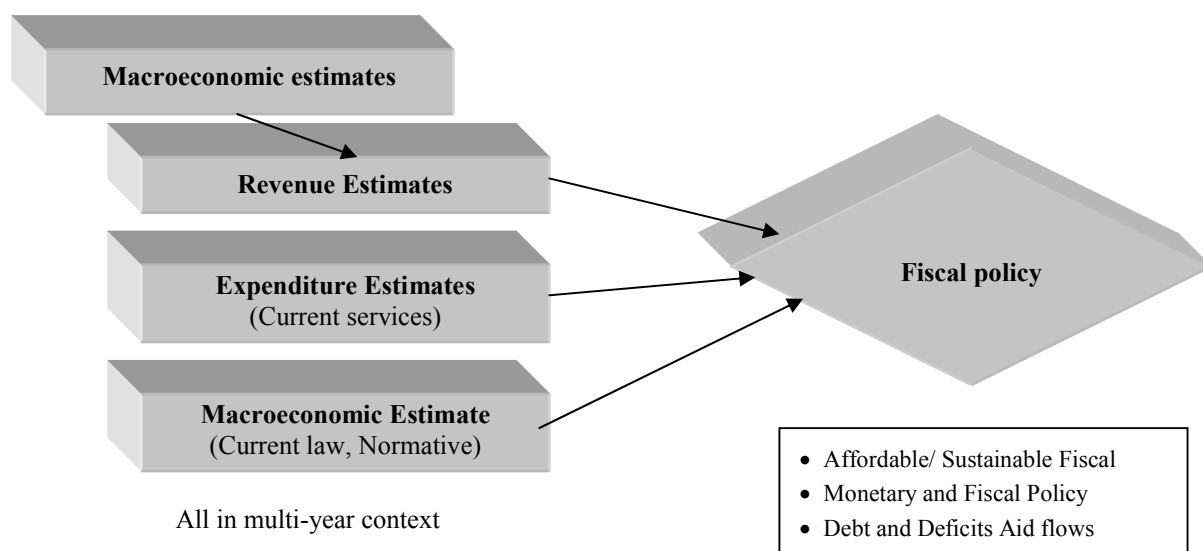 Macroeconomic estimates
Revenue Estimates
Expenditure Estimates
(Current services)
Macroeconomic Estimate
(Current law, Normative)
All in multi-year context
Fiscal policy
• Affordable/ Sustainable Fiscal
• Monetary and Fiscal Policy
• Debt and Deficits Aid flows